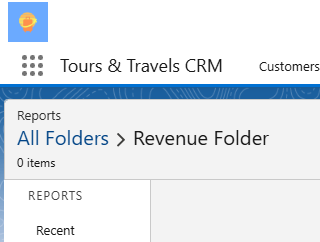 Tours & Travels CRM Customers
Reports
All Folders > Revenue Folder
0 items
REPORTS
Recent